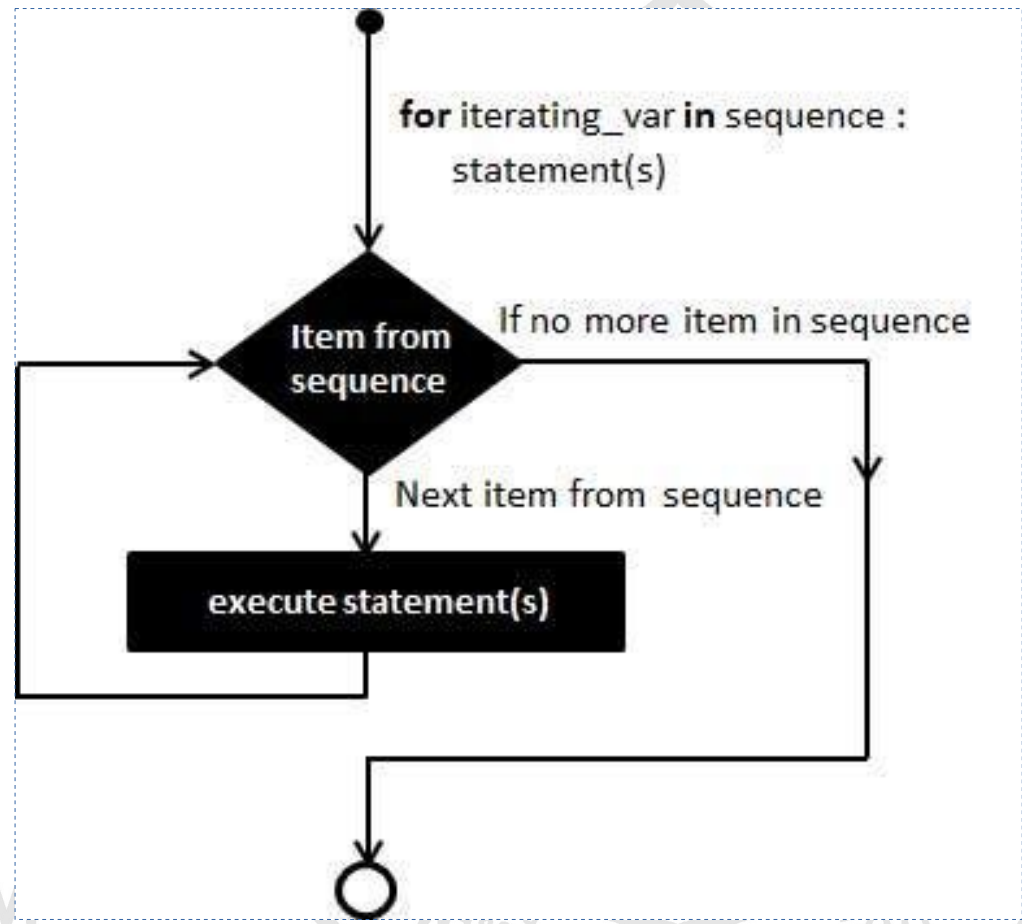 for iterating_var in sequence :
statement(s)
If no more item in sequence
Item from
sequence
Next item from sequence
execute statement(s)